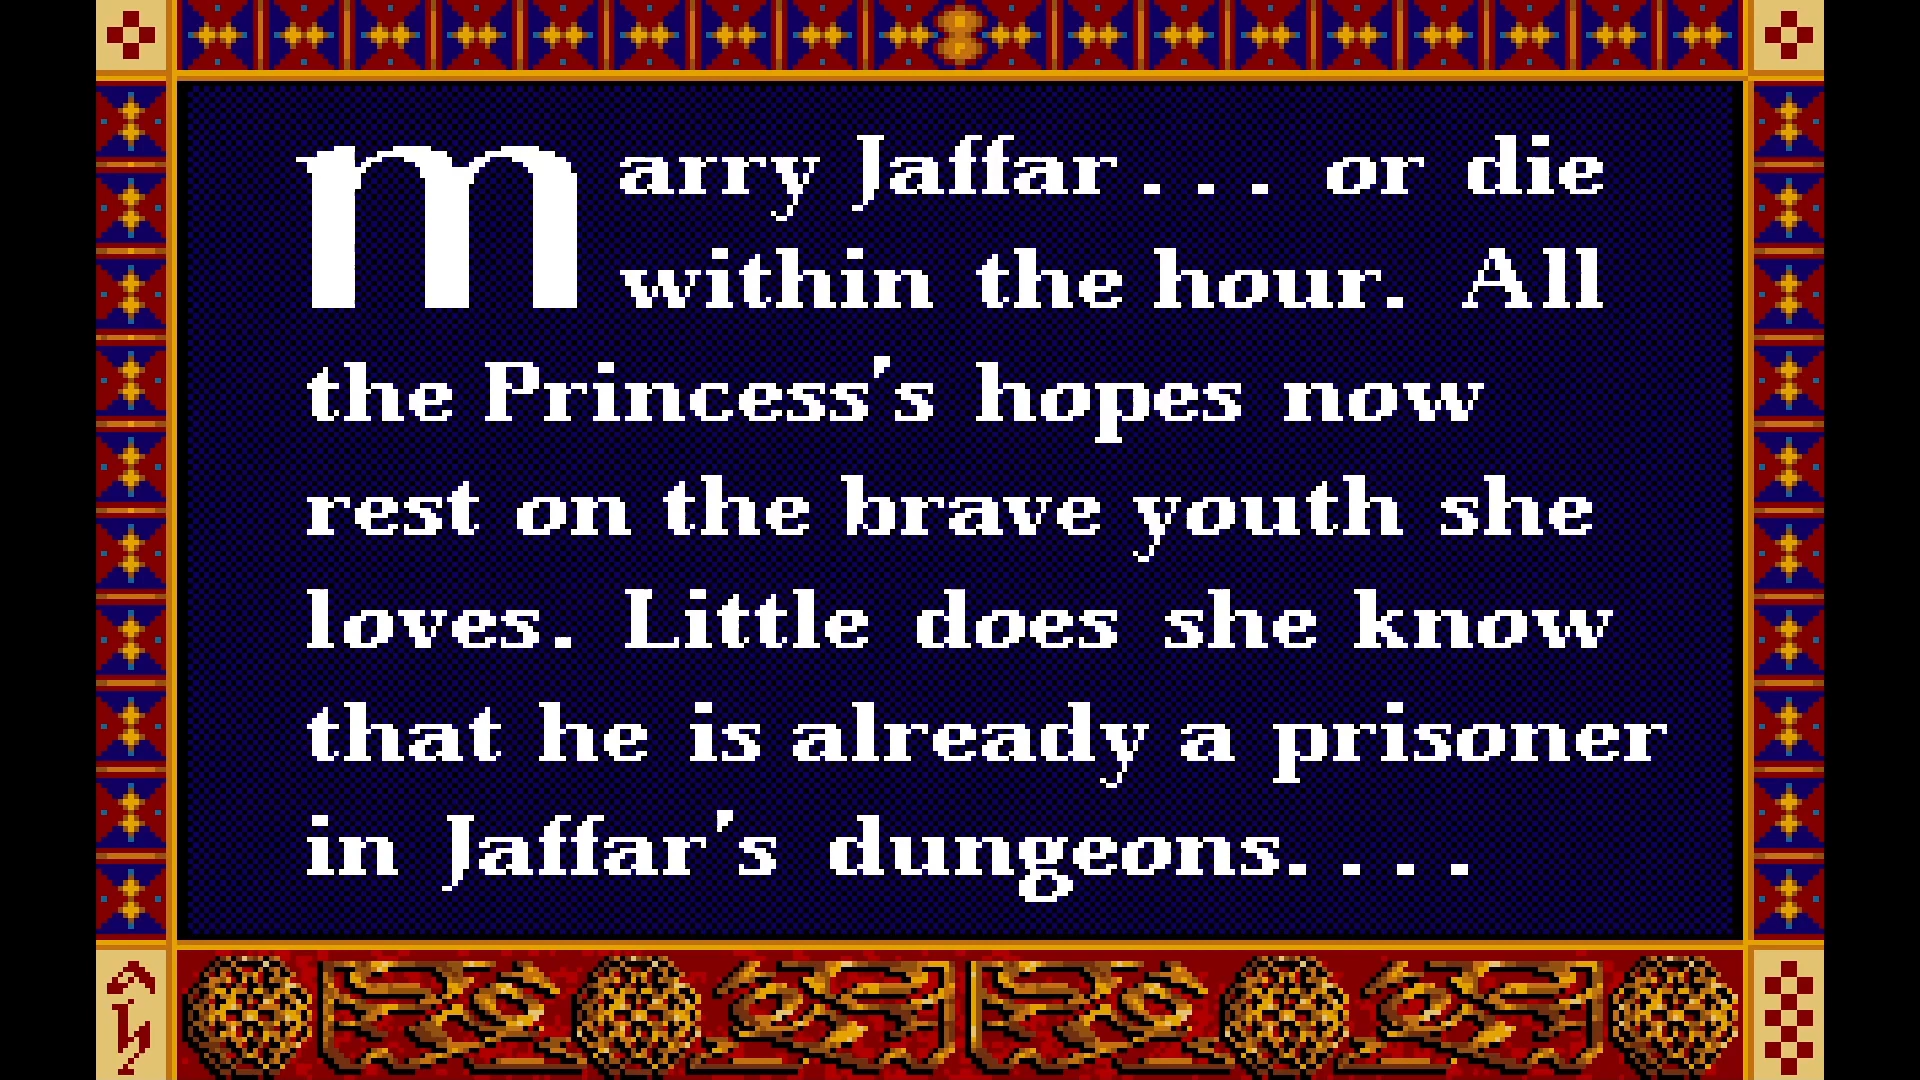 Marry Jaffar . . . or die
within the hour. All
the Princess's hopes now
rest on the brave youth she
loves. Little does she know
that he is already a prisoner
in Jaffar's dungeons. . . .